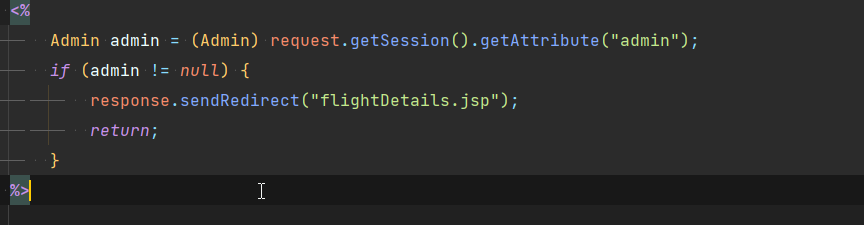 <%
Admin admin = (Admin) request.getSession().getAttribute("admin");
if (admin != null) {
response.sendRedirect("flightDetails.jsp");
return;
}
%>